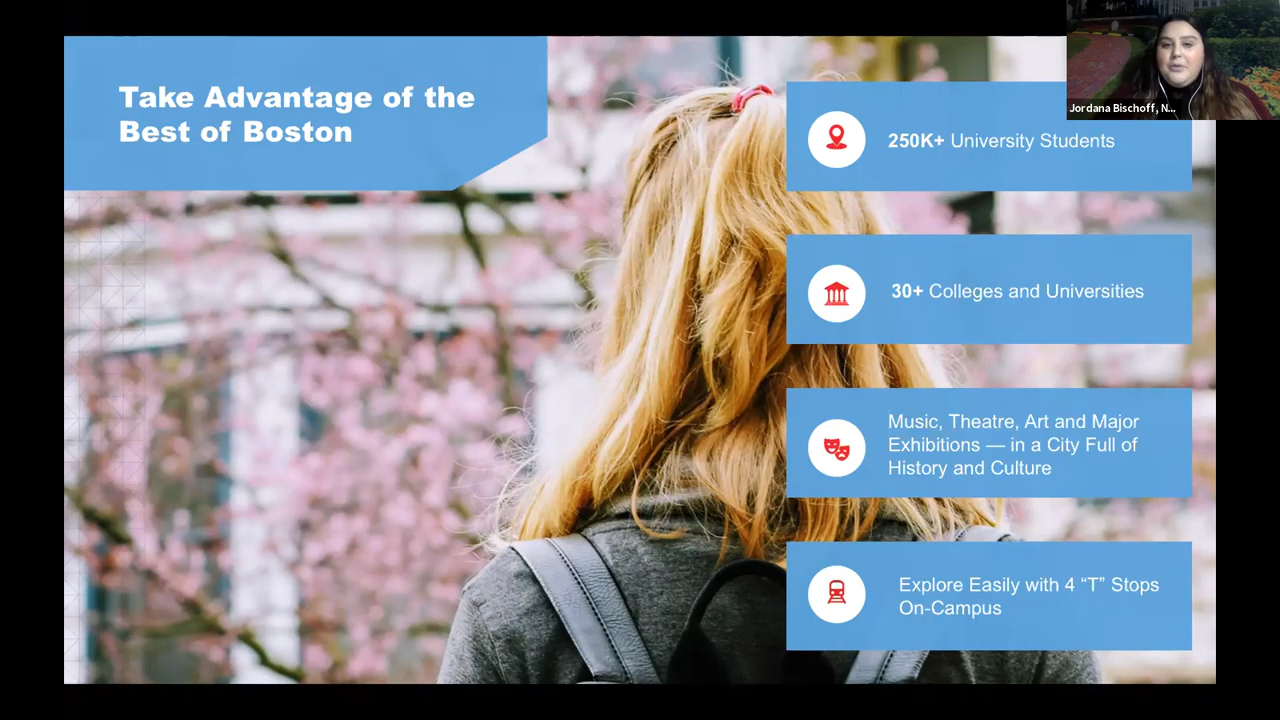 Take Advantage of the
Best of Boston
Jordana Bischoff, N...
250K+ University Students
30+ Colleges and Universities
Music, Theatre, Art and Major
Exhibitions — in a City Full of
History and Culture
Explore Easily with 4 “T” Stops
On-Campus